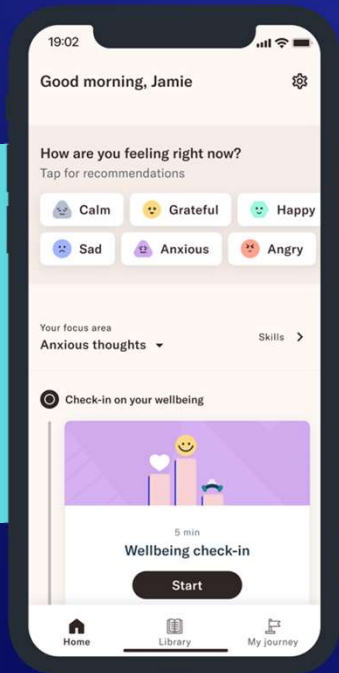 19:02
Good morning, Jamie
How are you feeling right now?
Tap for recommendations
Calm Grateful Happy
Sad Anxious Angry
Your focus area
Anxious thoughts
Skills
Check-in on your wellbeing
5 min
Wellbeing check-in
Start
Home Library My journey